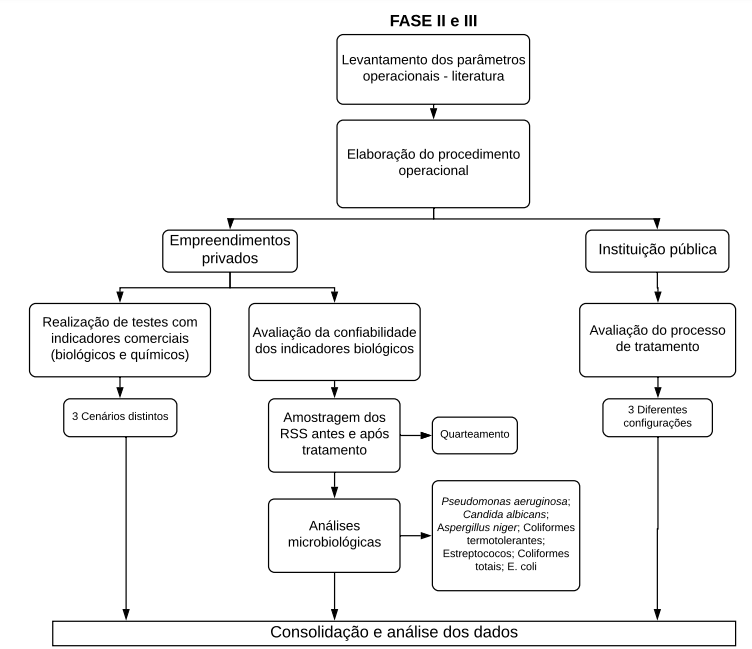 FASE II e III
Levantamento dos parâmetros
operacionais - literatura
Elaboração do procedimento
operacional
Empreendimentos
privados
Instituição pública
Realização de testes com
indicadores comerciais
(biológicos e químicos)
Avaliação da confiabilidade
dos indicadores biológicos
Avaliação do processo
de tratamento
3 Cenários distintos
Amostragem dos
RSS antes e após
tratamento
Quarteamento
3 Diferentes
configurações
Análises
microbiológicas
Pseudomonas aeruginosa;
Candida albicans;
Aspergillus niger; Coliformes
termotolerantes;
Estreptococos; Coliformes
totais; E. coli
Consolidação e análise dos dados